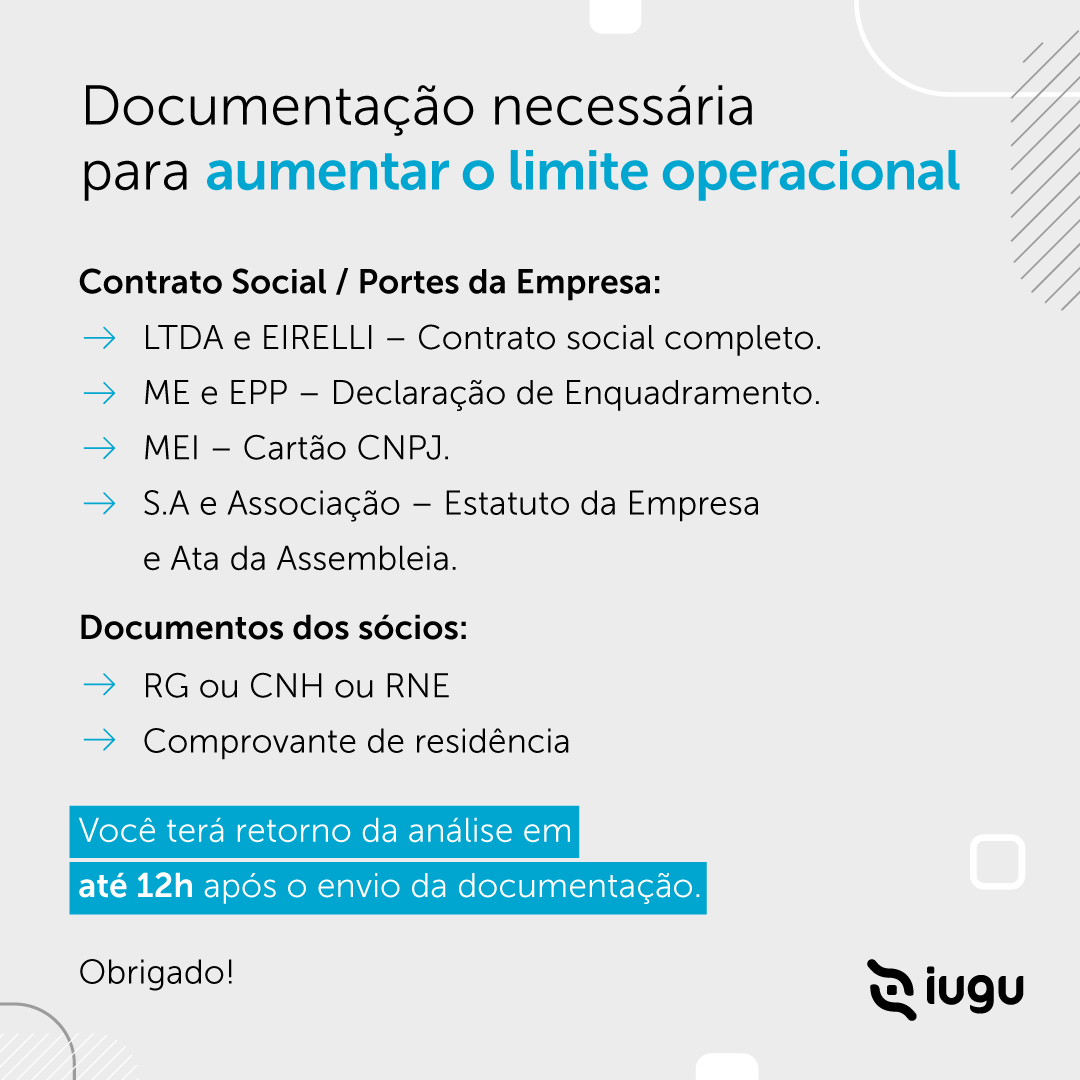 Documentação necessária
para aumentar o limite operacional
Contrato Social / Portes da Empresa:
→ LTDA e EIRELLI – Contrato social completo.
→ ME e EPP – Declaração de Enquadramento.
→ MEI – Cartão CNPJ.
→ S.A e Associação – Estatuto da Empresa
e Ata da Assembleia.
Documentos dos sócios:
→ RG ou CNH ou RNE
→ Comprovante de residência
Você terá retorno da análise em
até 12h após o envio da documentação.
Obrigado!
iugu